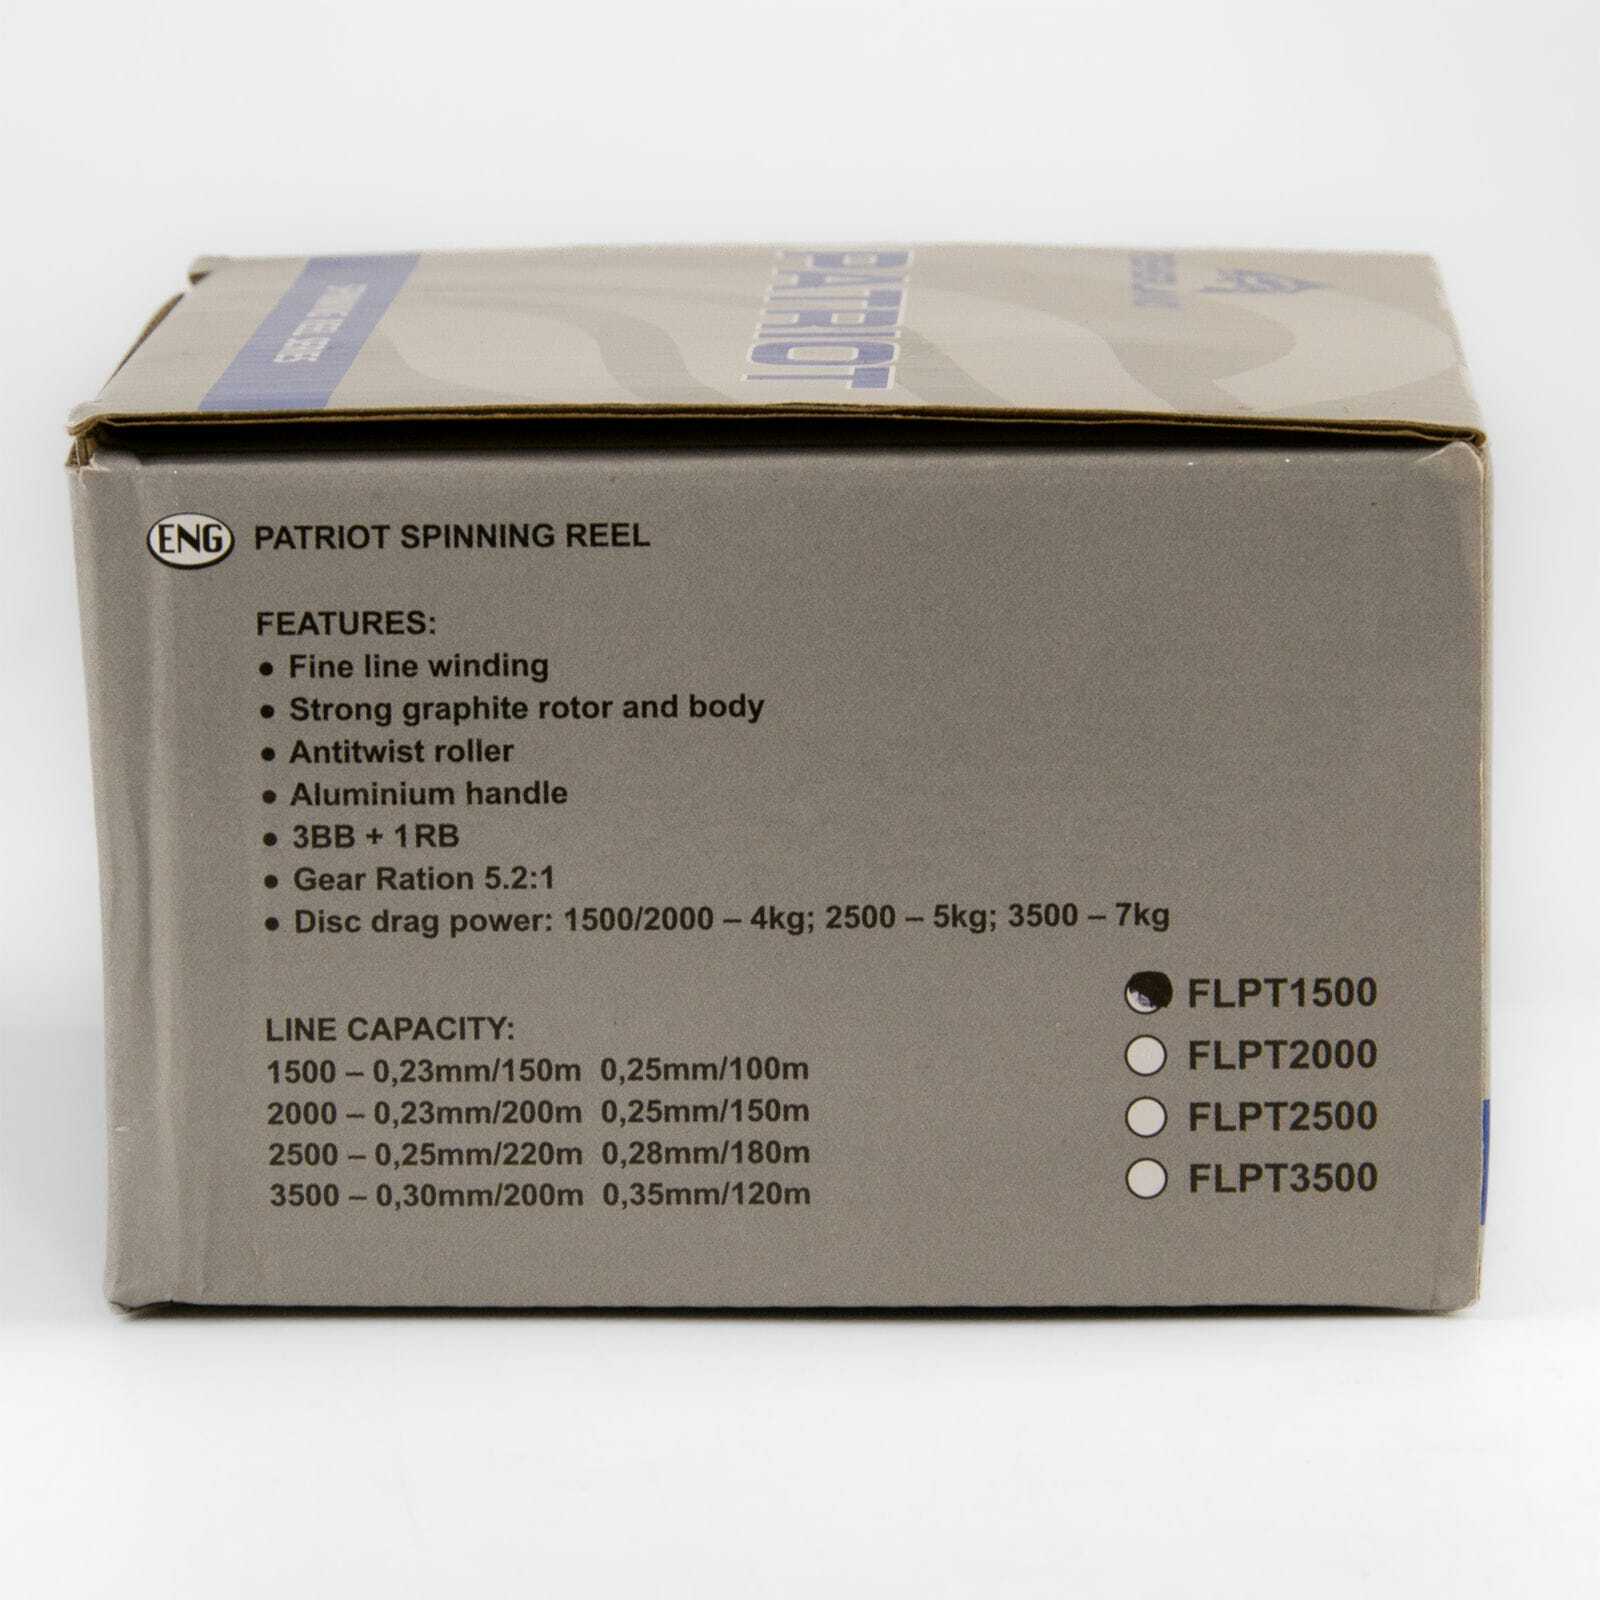 SPINNING REEL SERIES
PATRIOT
ENG PATRIOT SPINNING REEL
FEATURES:
• Fine line winding
• Strong graphite rotor and body
• Antitwist roller
• Aluminium handle
• 3BB + 1RB
• Gear Ration 5.2:1
• Disc drag power: 1500/2000 – 4kg; 2500 – 5kg; 3500 – 7kg
LINE CAPACITY:
1500 – 0,23mm/150m 0,25mm/100m
2000 – 0,23mm/200m 0,25mm/150m
2500 – 0,25mm/220m 0,28mm/180m
3500 – 0,30mm/200m 0,35mm/120m
FLPT1500
FLPT2000
FLPT2500
FLPT3500